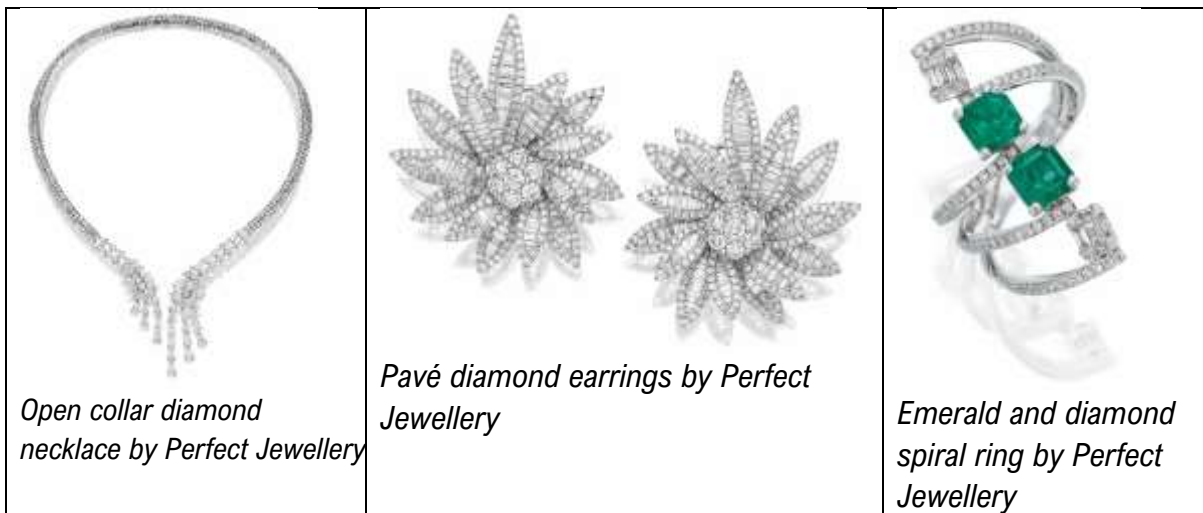 Open collar diamond
necklace by Perfect Jewellery
Pavé diamond earrings by Perfect
Jewellery
Emerald and diamond
spiral ring by Perfect
Jewellery